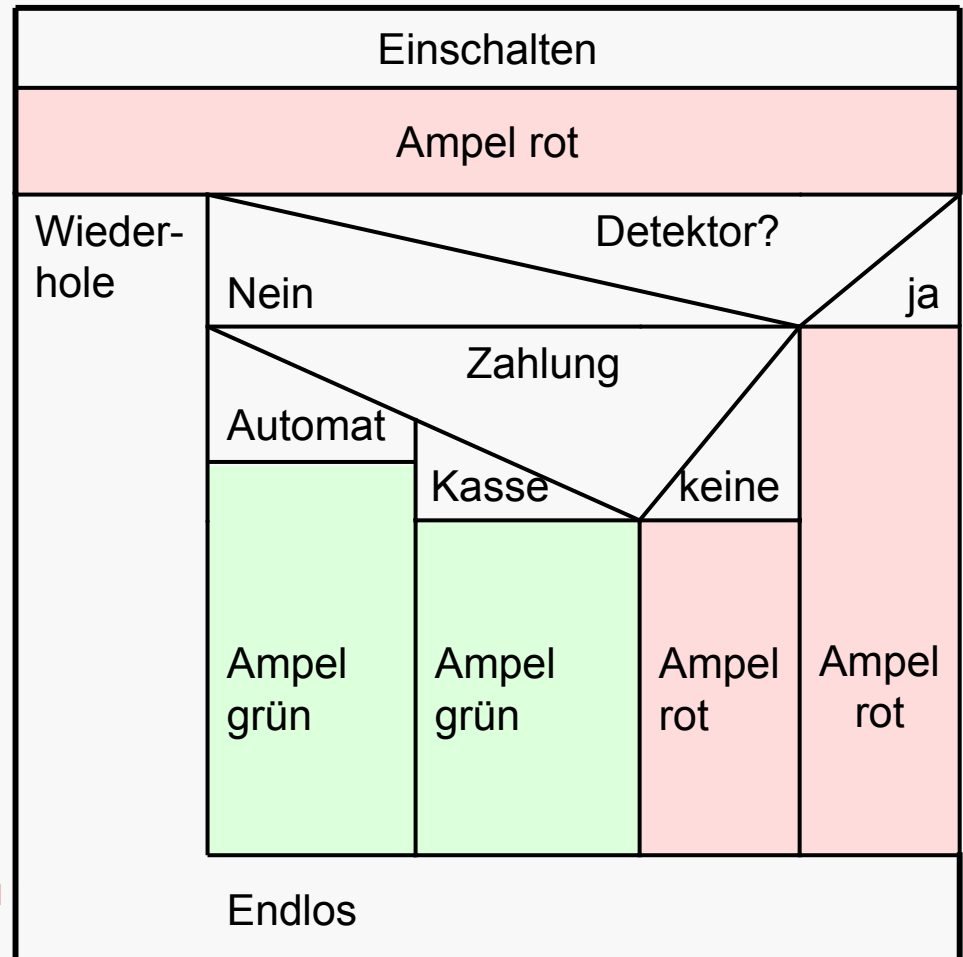 Einschalten
Ampel rot
Wieder-
hole
Detektor?
Nein
ja
Zahlung
Automat
Kasse
keine
Ampel
grün
Ampel
grün
Ampel
rot
Ampel
rot
Endlos